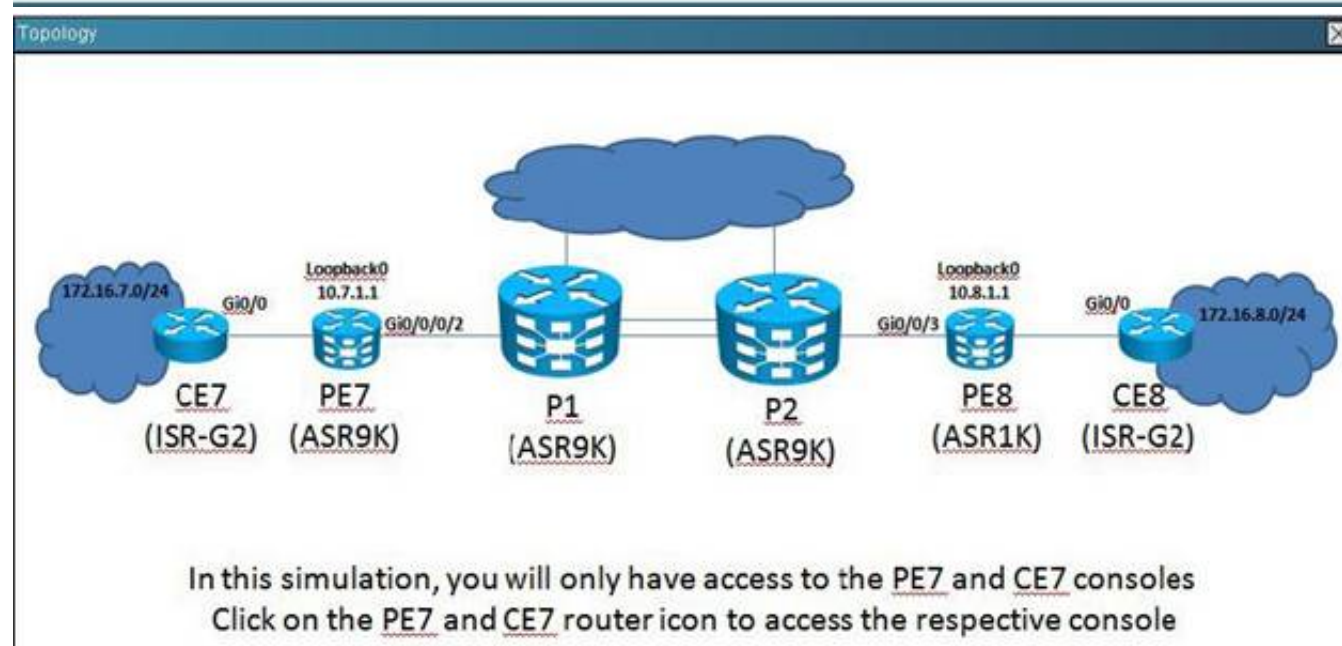 Topology
Loopback0
10.7.1.1
Loopback0
10.8.1.1
172.16.7.0/24
Gi0/0
Gi0/0/0/2
Gi0/0/3
Gi0/0
172.16.8.0/24
CE7
(ISR-G2)
PE7
(ASR9K)
P1
(ASR9K)
P2
(ASR9K)
PE8
(ASR1K)
CE8
(ISR-G2)
In this simulation, you will only have access to the PE7 and CE7 consoles
Click on the PE7 and CE7 router icon to access the respective console